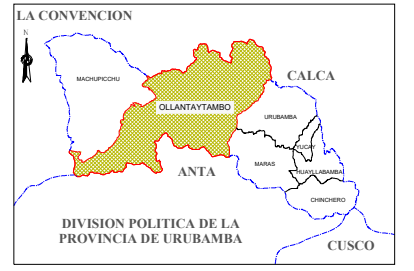 LA CONVENCION
N
MACHUPICCHU
CALCA
OLLANTAYTAMBO
URUBAMBA
YUCAY
ANTA
MARAS
HUAYLLABAMBA
CHINCHERO
DIVISION POLITICA DE LA
PROVINCIA DE URUBAMBA
CUSCO